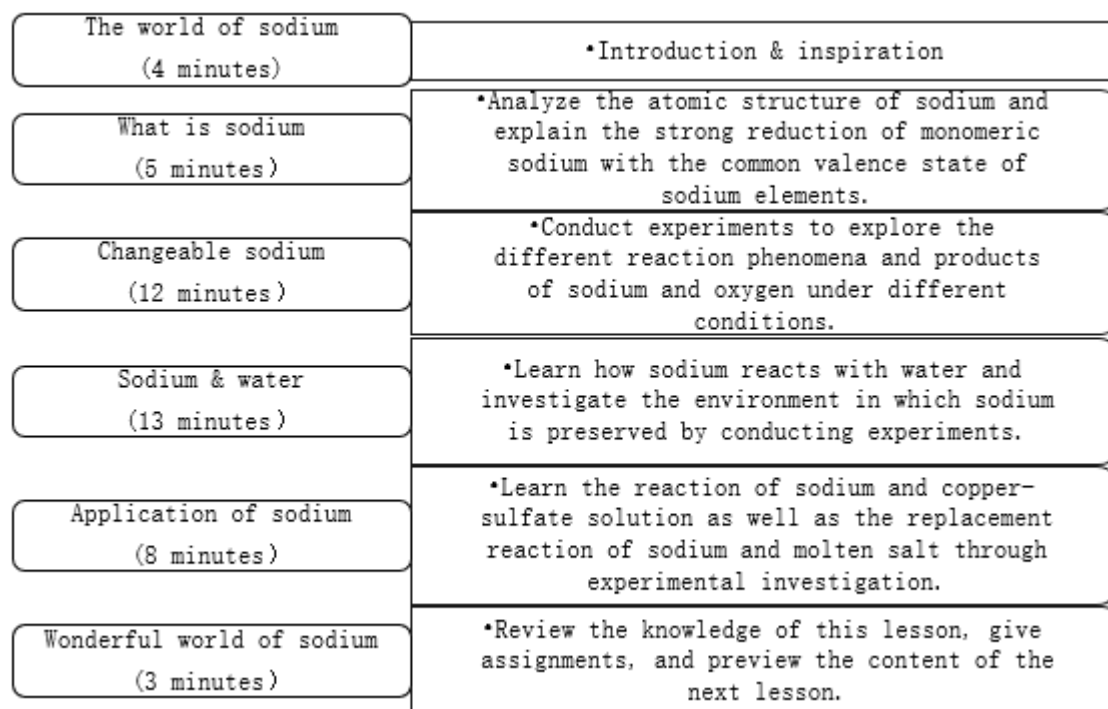 The world of sodium
(4 minutes)
•Introduction & inspiration
What is sodium
(5 minutes)
•Analyze the atomic structure of sodium and
explain the strong reduction of monomeric
sodium with the common valence state of
sodium elements.
Changeable sodium
(12 minutes)
•Conduct experiments to explore the
different reaction phenomena and products
of sodium and oxygen under different
conditions.
Sodium & water
(13 minutes)
•Learn how sodium reacts with water and
investigate the environment in which sodium
is preserved by conducting experiments.
Application of sodium
(8 minutes)
•Learn the reaction of sodium and copper-
sulfate solution as well as the replacement
reaction of sodium and molten salt through
experimental investigation.
Wonderful world of sodium
(3 minutes)
•Review the knowledge of this lesson, give
assignments, and preview the content of the
next lesson.